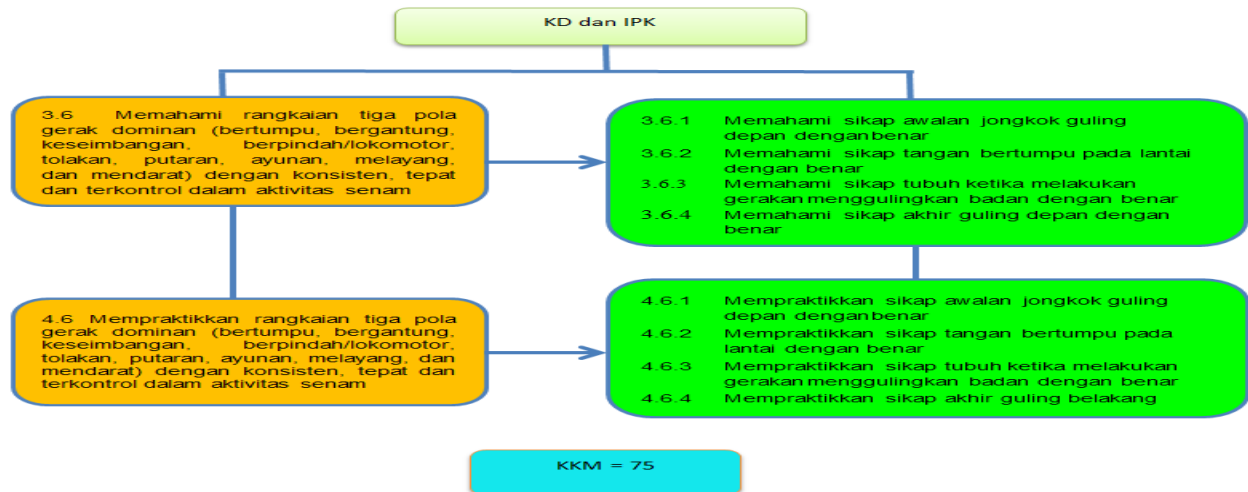 KD dan IPK
3.6 Memahami rangkaian tiga pola
gerak dominan (bertumpu, bergantung,
keseimbangan, berpindah/lokomotor,
tolakan, putaran, ayunan, melayang,
dan mendarat) dengan konsisten, tepat
dan terkontrol dalam aktivitas senam
3.6.1 Memahami sikap awalan jongkok guling
depan denganbenar
3.6.2 Memahami sikap tangan bertumpu pada lantai
dengan benar
3.6.3 Memahami sikap tubuh ketika melakukan
gerakan menggulingkan badan dengan benar
3.6.4 Memahami sikap akhir guling depan dengan
benar
4.6 Mempraktikkan rangkaian tiga pola
gerak dominan (bertumpu, bergantung,
keseimbangan, berpindah/lokomotor,
tolakan, putaran, ayunan, melayang, dan
mendarat) dengan konsisten, tepat dan
terkontrol dalam aktivitas senam
4.6.1 Mempraktikkan sikap awalan jongkok guling
depan denganbenar
4.6.2 Mempraktikkan sikap tangan bertumpu pada
lantai dengan benar
4.6.3 Mempraktikkan sikap tubuh ketika melakukan
gerakan menggulingkan badan dengan benar
4.6.4 Mempraktikkan sikap akhir guling belakang
KKM = 75